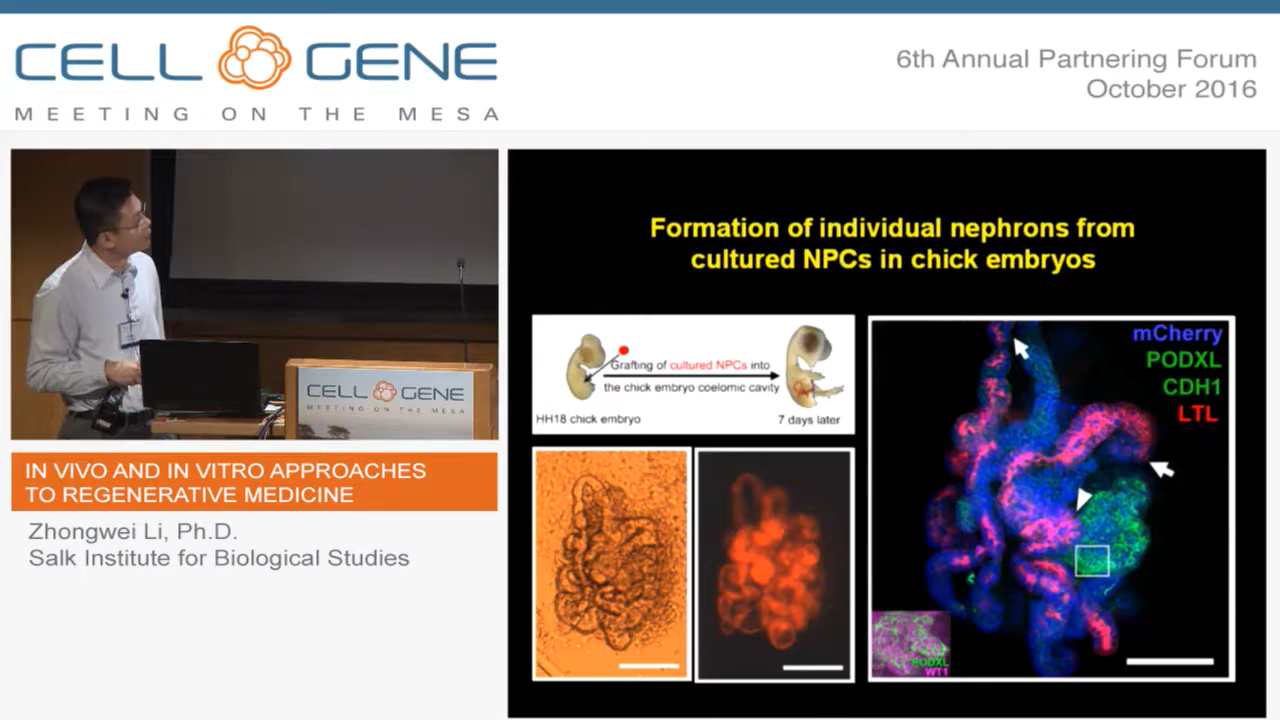 CELL GENE
MEETING ON THE MESA
6th Annual Partnering Forum
October 2016
CELL GENE
MEETING ON THE MESA
IN VIVO AND IN VITRO APPROACHES
TO REGENERATIVE MEDICINE
Zhongwei Li, Ph.D.
Salk Institute for Biological Studies
Formation of individual nephrons from
cultured NPCs in chick embryos
Grafting of cultured NPCs into
the chick embryo coelomic cavity
HH18 chick embryo
7 days later
mCherry
PODXL
CDH1
LTL
PODXL
WT1